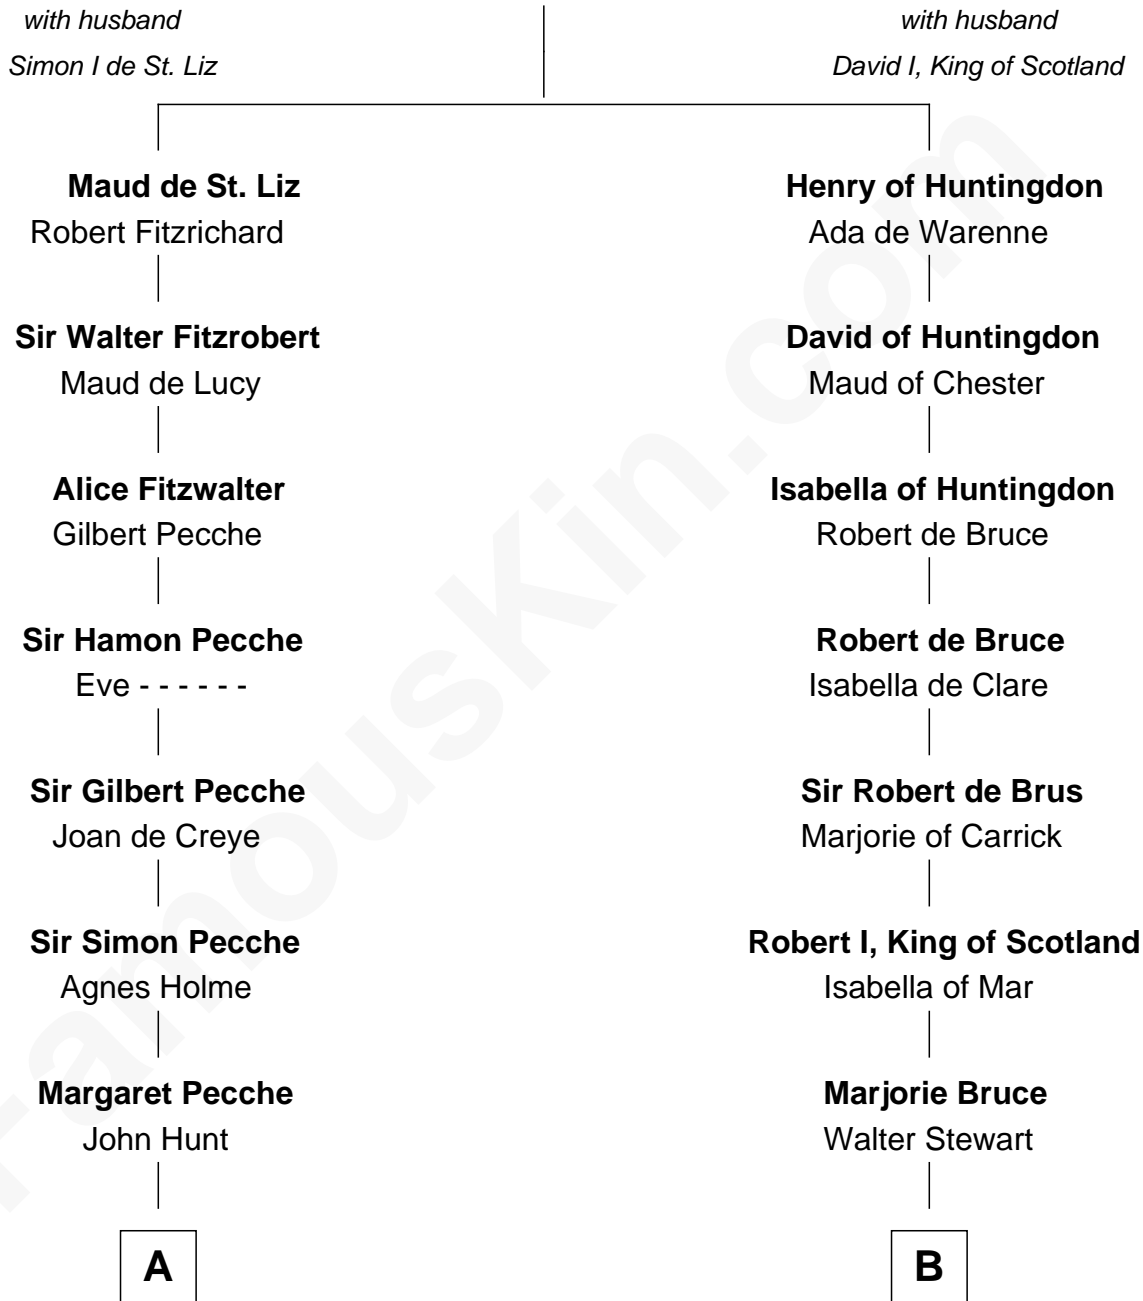 with husband
Simon I de St. Liz
with husband
David I, King of Scotland
Maud de St. Liz
Robert Fitzrichard
Henry of Huntingdon
Ada de Warenne
Sir Walter Fitzrobert
Maud de Lucy
David of Huntingdon
Maud of Chester
Alice Fitzwalter
Gilbert Pecche
Isabella of Huntingdon
Robert de Bruce
Sir Hamon Pecche
Eve - - - - - -
Robert de Bruce
Isabella de Clare
Sir Gilbert Pecche
Joan de Creye
Sir Robert de Brus
Marjorie of Carrick
Sir Simon Pecche
Agnes Holme
Robert I, King of Scotland
Isabella of Mar
Margaret Pecche
John Hunt
Marjorie Bruce
Walter Stewart
A
B
FamousKin.com